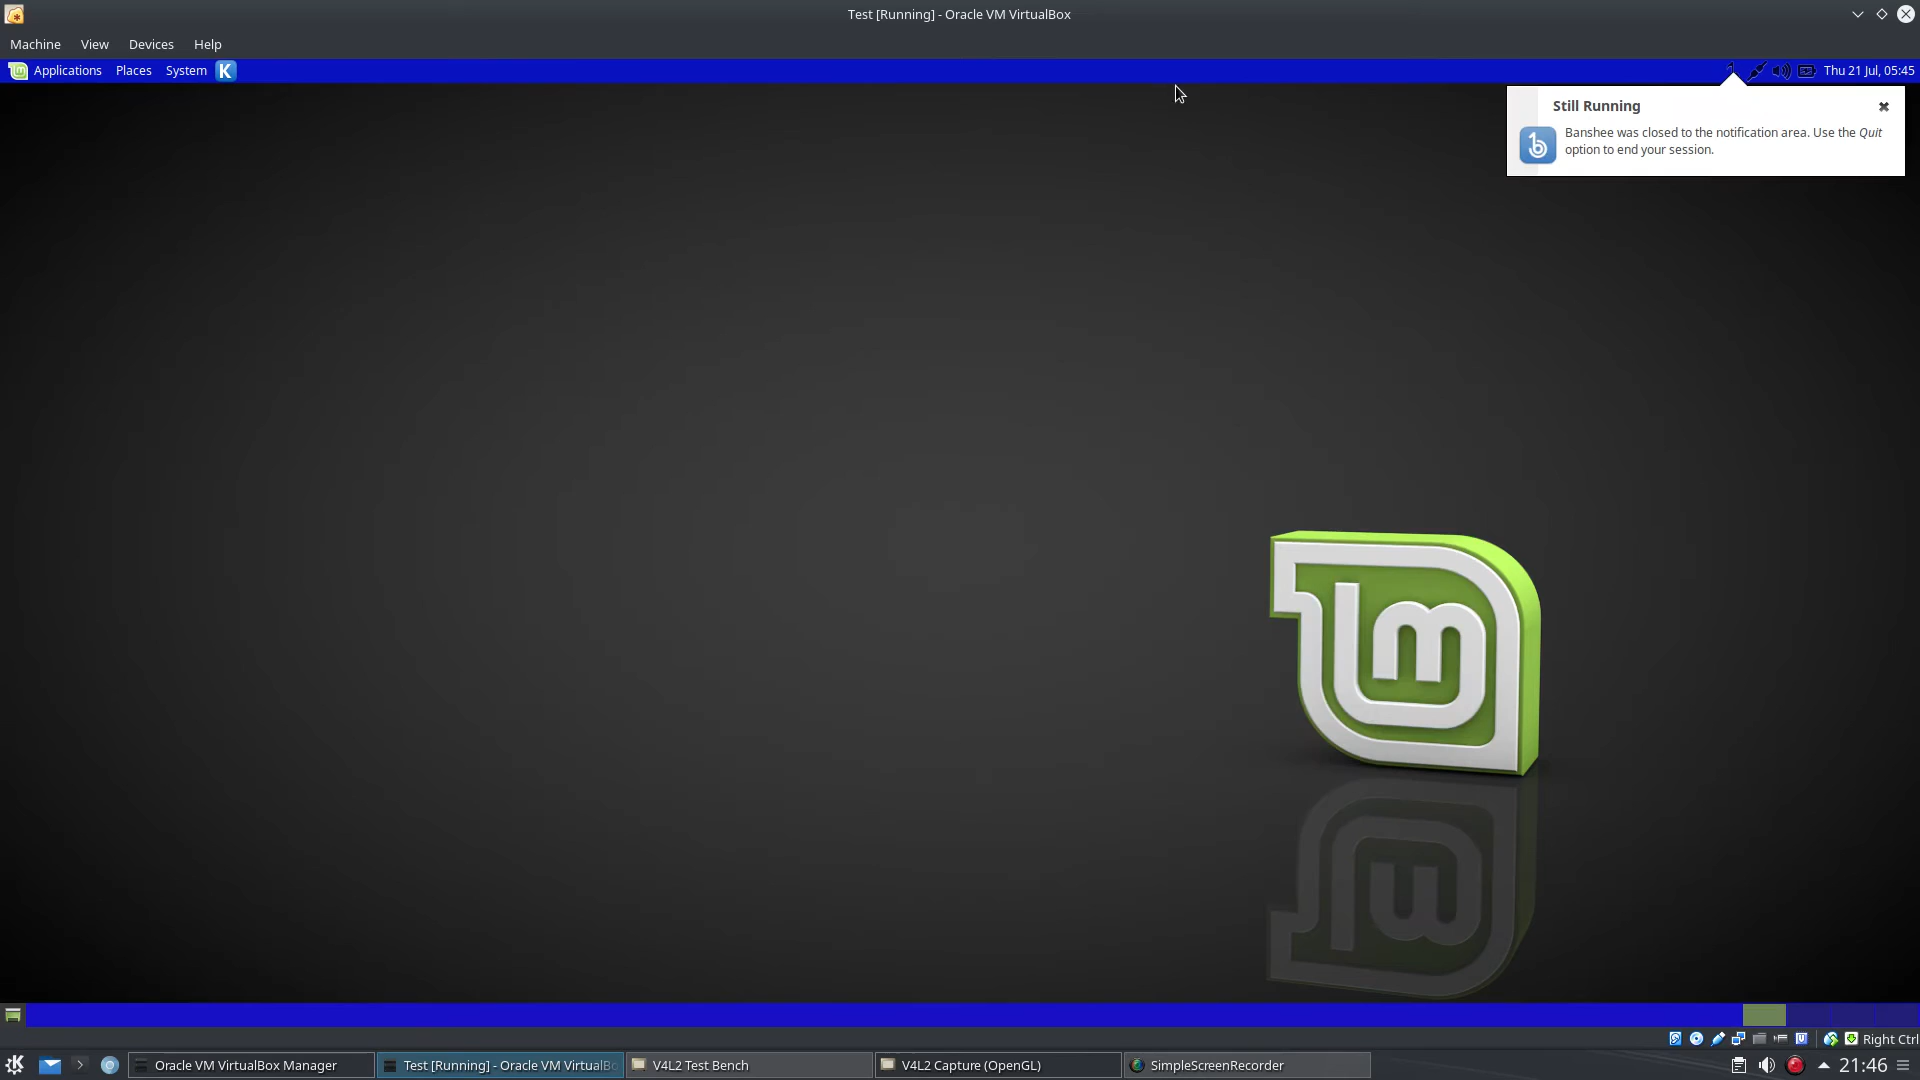 Test [Running] - Oracle VM VirtualBox
Machine View Devices Help
Applications Places System K
Thu 21 Jul, 05:45
Still Running
Banshee was closed to the notification area. Use the Quit
option to end your session.
lm
Right Ctrl
Oracle VM VirtualBox Manager
Test [Running] - Oracle VM VirtualBo
V4L2 Test Bench
V4L2 Capture (OpenGL)
SimpleScreenRecorder
21:46